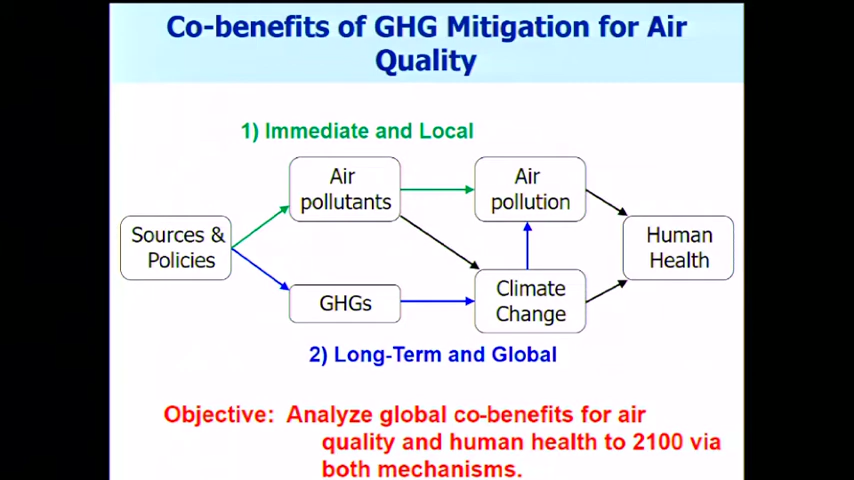 Co-benefits of GHG Mitigation for Air
Quality
1) Immediate and Local
Air
pollutants
Air
pollution
Sources &
Policies
Human
Health
GHGs
Climate
Change
2) Long-Term and Global
Objective: Analyze global co-benefits for air
quality and human health to 2100 via
both mechanisms.